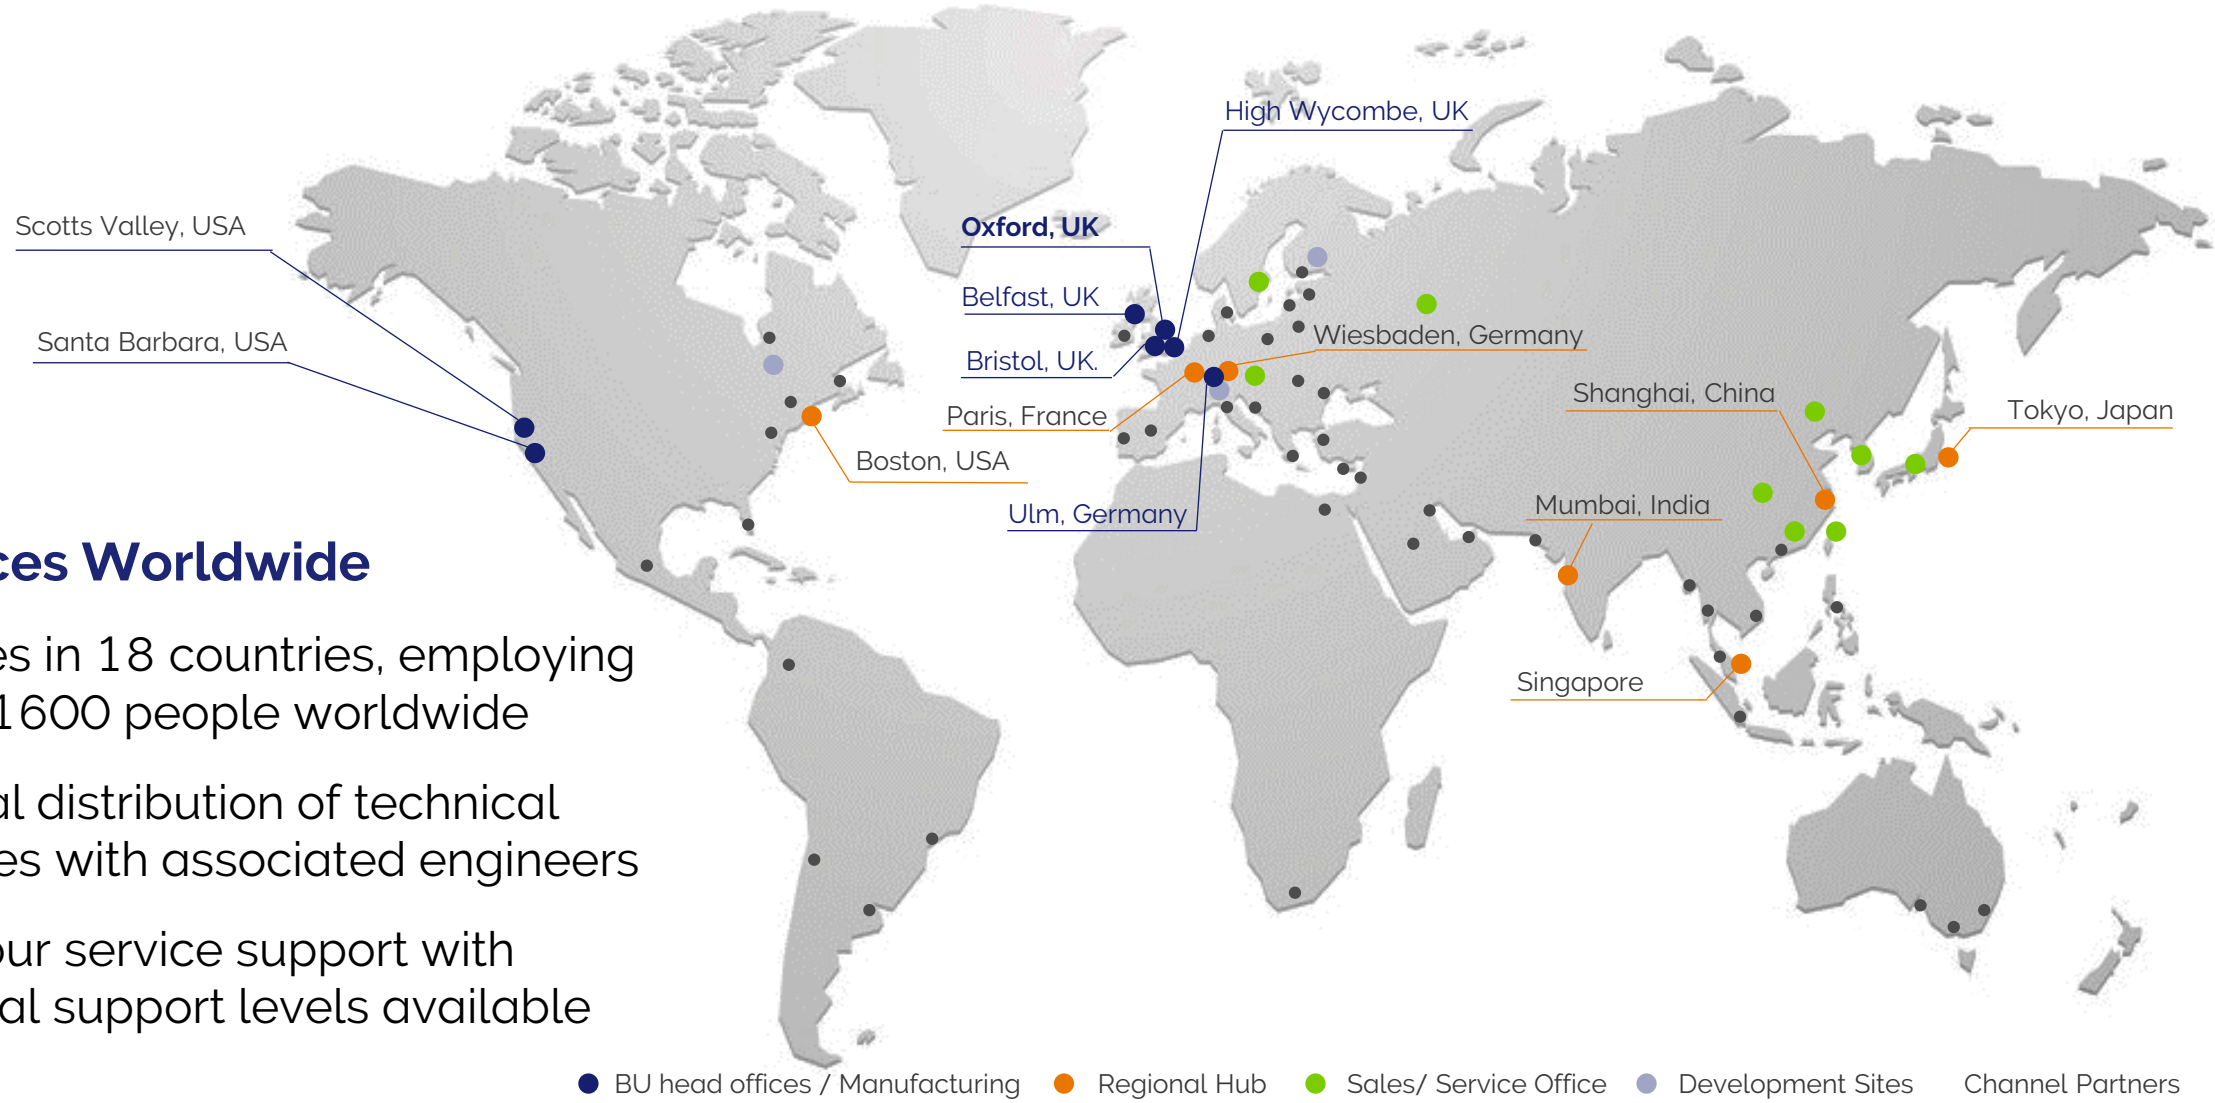 High Wycombe, UK
Scotts Valley, USA
Oxford, UK
Belfast, UK
Santa Barbara, USA
Wiesbaden, Germany
Bristol, UK.
Shanghai, China
Paris, France
Tokyo, Japan
Boston, USA
Mumbai, India
Ulm, Germany
ces Worldwide
es in 18 countries, employing
1600 people worldwide
Singapore
al distribution of technical
es with associated engineers
our service support with
al support levels available
BU head offices / Manufacturing
Regional Hub
Sales/ Service Office
Development Sites
Channel Partners